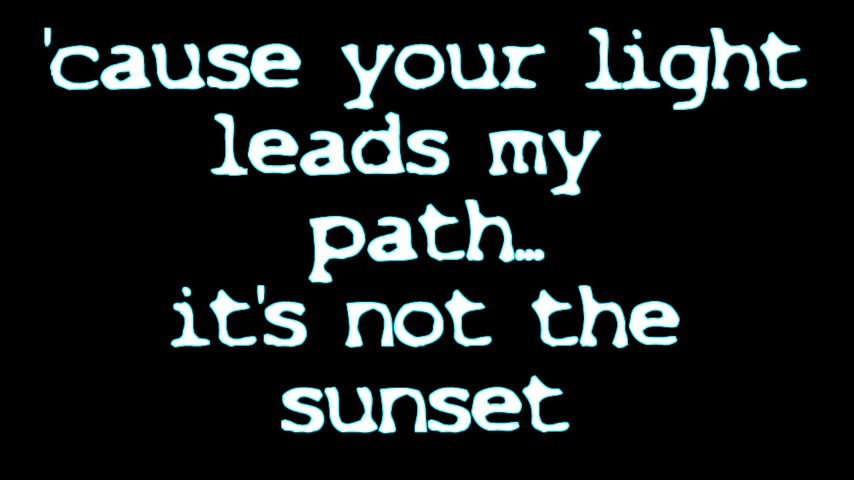 'cause your light
leads my
path...
it's not the
sunset